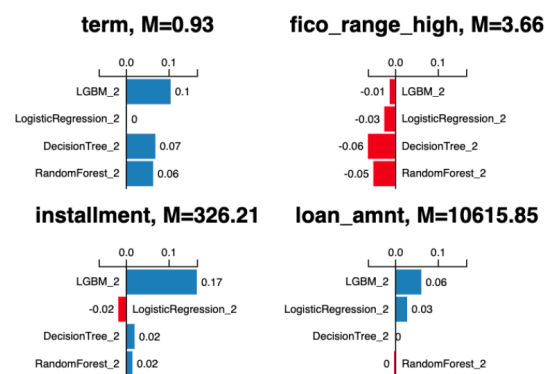 term, M=0.93
0.0 0.1
LGBM_2 0.1
LogisticRegression_2 0
DecisionTree_2 0.07
RandomForest_2 0.06
fico_range_high, M=3.66
0.0 0.1
-0.01 LGBM_2
-0.03 LogisticRegression_2
-0.06 DecisionTree_2
-0.05 RandomForest_2
installment, M=326.21
0.0 0.1
LGBM_2 0.17
-0.02 LogisticRegression_2
DecisionTree_2 0.02
RandomForest_2 0.02
loan_amnt, M=10615.85
0.0 0.1
LGBM_2 0.06
LogisticRegression_2 0.03
DecisionTree_2 0
0 RandomForest_2